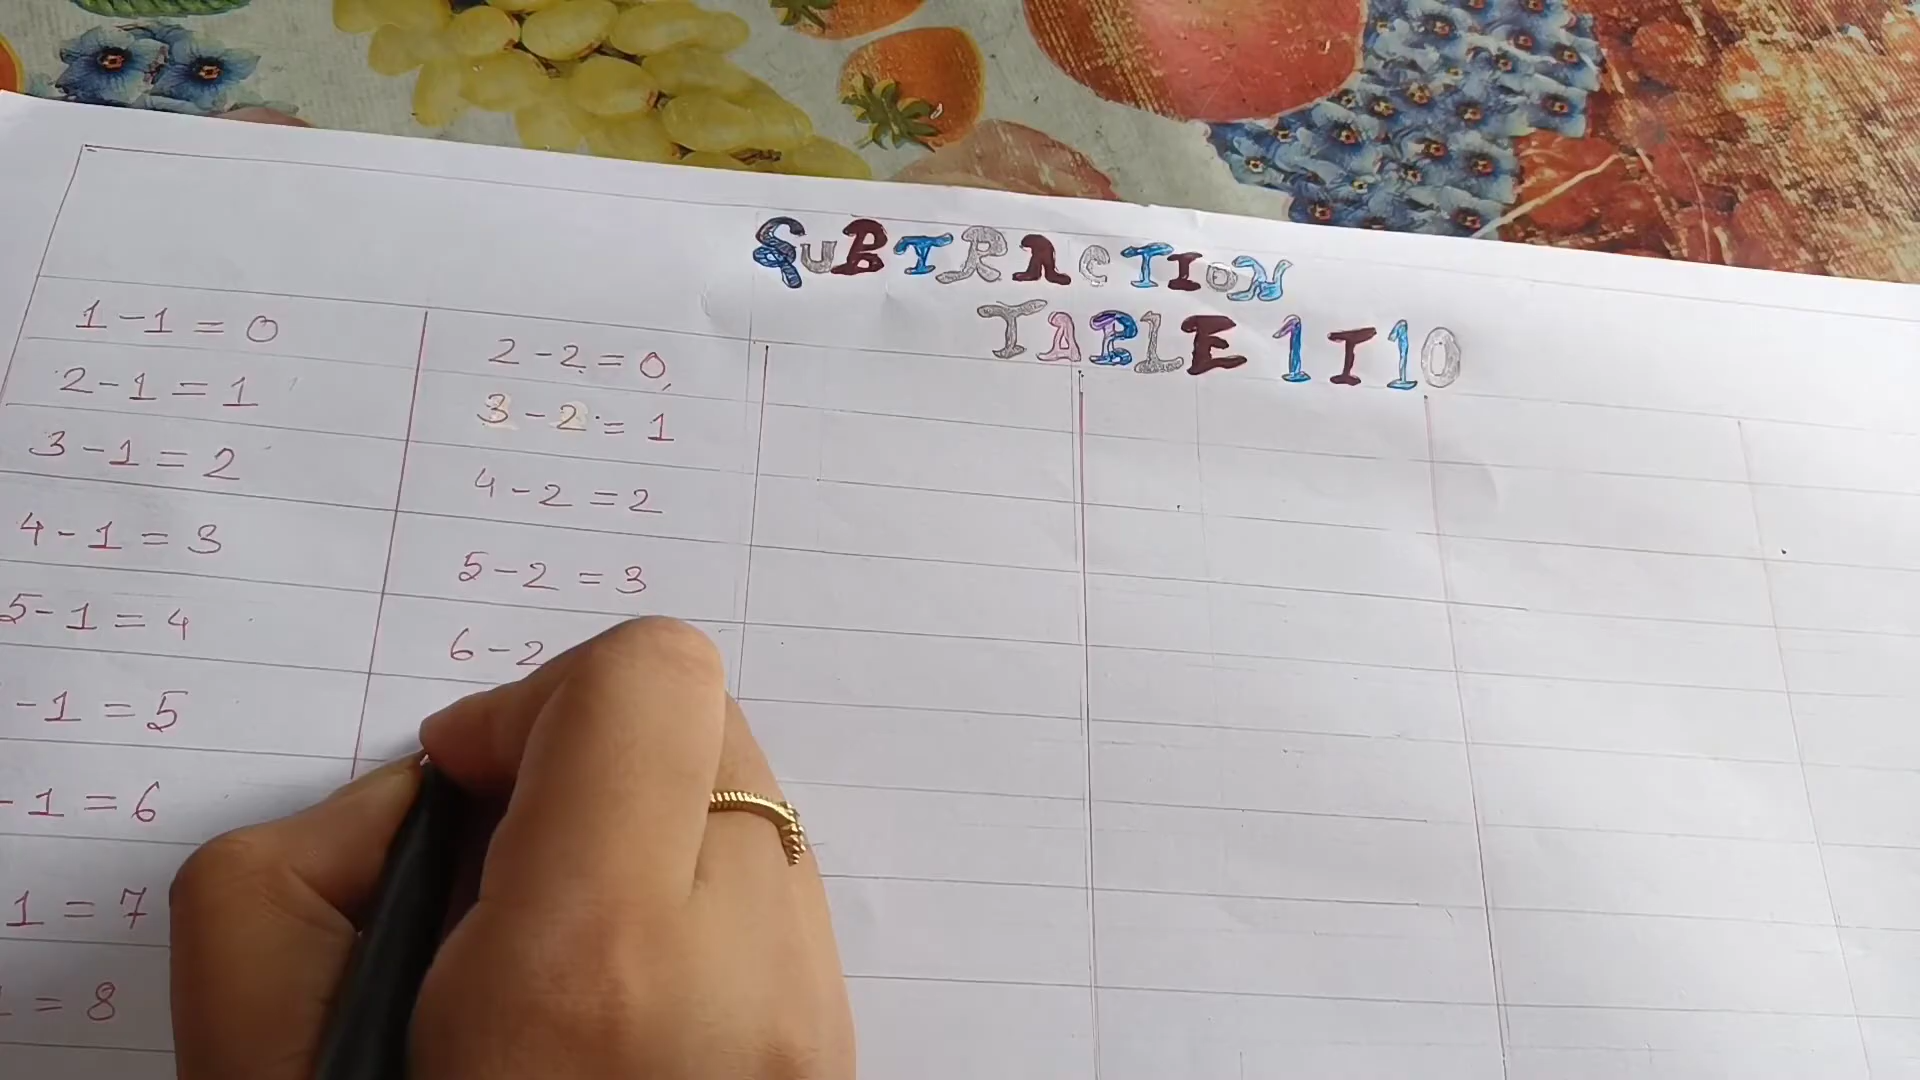 SUBTRACTION
TABLE 1 I 10
1 - 1 = 0
2 - 1 = 1
3 - 1 = 2
4 - 1 = 3
5 - 1 = 4
- 1 = 5
- 1 = 6
1 = 7
1 = 8
2 - 2 = 0
3 - 2 = 1
4 - 2 = 2
5 - 2 = 3
6 - 2